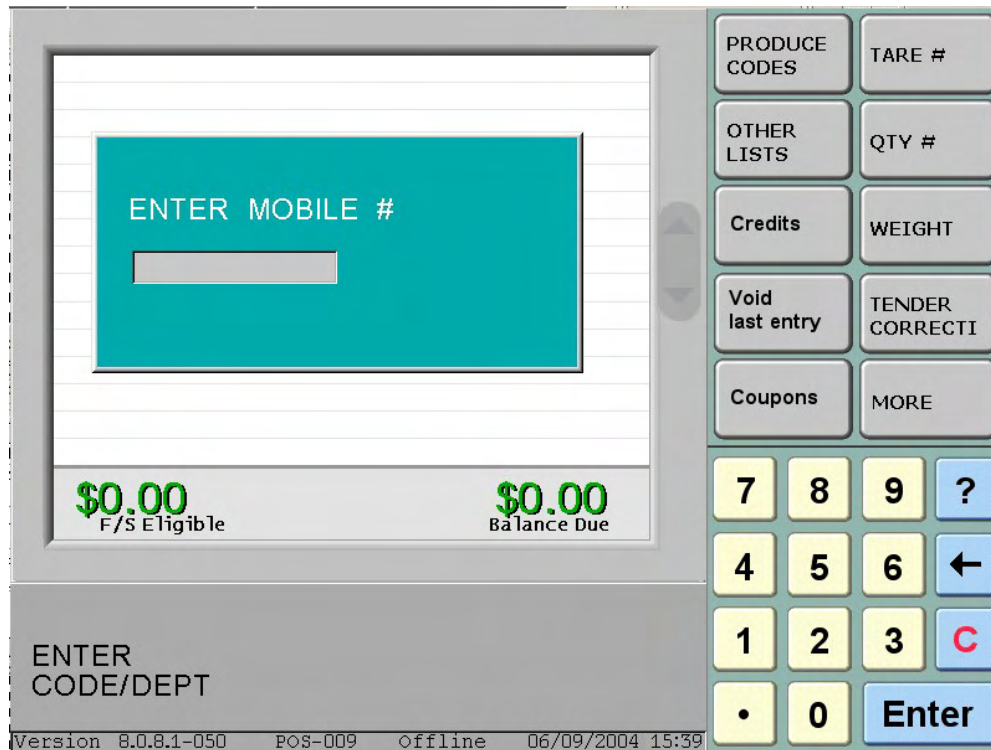 ENTER MOBILE #
$0.00
F/S Eligible
$0.00
Balance Due
ENTER
CODE/DEPT
Version 8.0.8.1-050 POS-009 Offline 06/09/2004 15:39
PRODUCE
CODES
TARE #
OTHER
LISTS
QTY #
Credits
WEIGHT
Void
last entry
TENDER
CORRECTI
Coupons
MORE
7 8 9 ?
4 5 6 ←
1 2 3 C
• 0 Enter